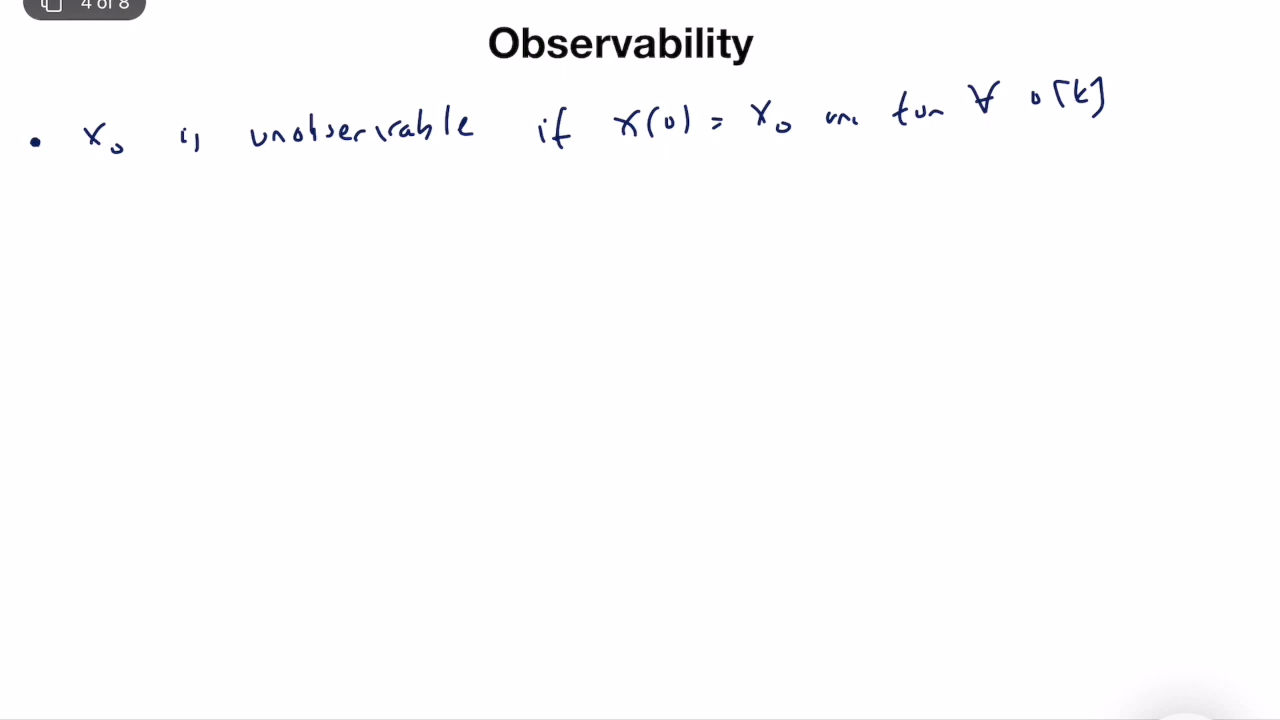 4 of 8
Observability
• x₀ is unobservable if x(0) = x₀ ∀ [k]